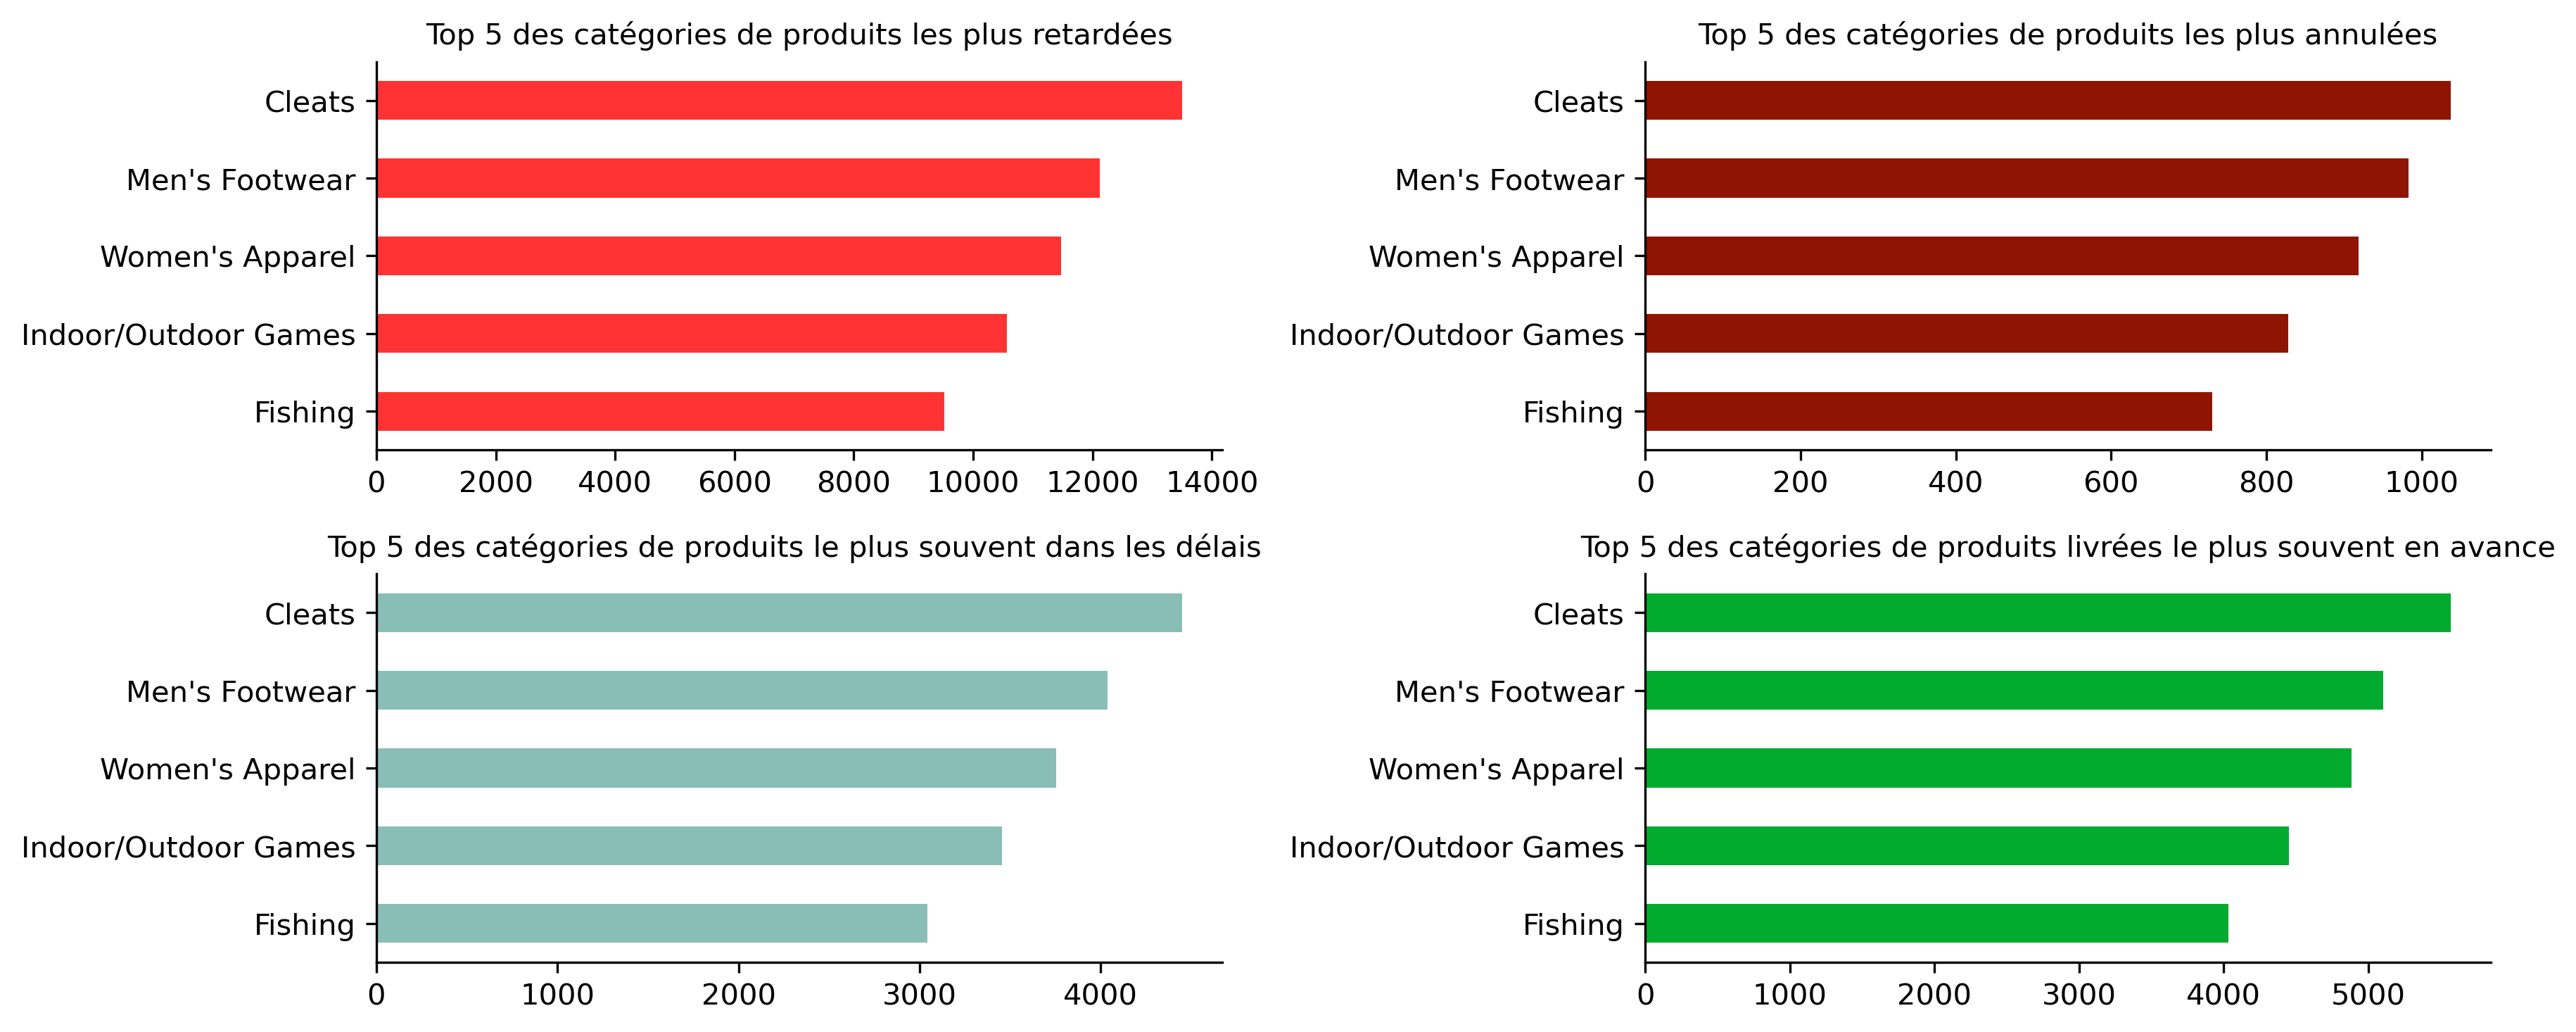 Top 5 des catégories de produits les plus retardées
Cleats
Men's Footwear
Women's Apparel
Indoor/Outdoor Games
Fishing
0 2000 4000 6000 8000 10000 12000 14000
Top 5 des catégories de produits les plus annulées
Cleats
Men's Footwear
Women's Apparel
Indoor/Outdoor Games
Fishing
0 200 400 600 800 1000
Top 5 des catégories de produits le plus souvent dans les délais
Cleats
Men's Footwear
Women's Apparel
Indoor/Outdoor Games
Fishing
0 1000 2000 3000 4000
Top 5 des catégories de produits livrées le plus souvent en avance
Cleats
Men's Footwear
Women's Apparel
Indoor/Outdoor Games
Fishing
0 1000 2000 3000 4000 5000